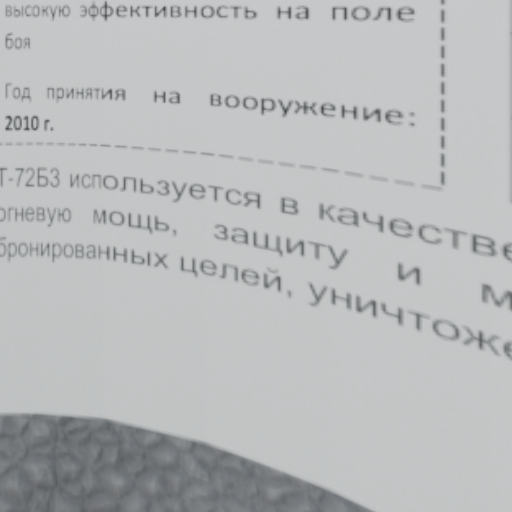 высокую эффективность на поле
боя
Год принятия на вооружение:
2010 г.
Т-72Б3 используется в качестве
огневую мощь, защиту и м
бронированных целей, уничтоже